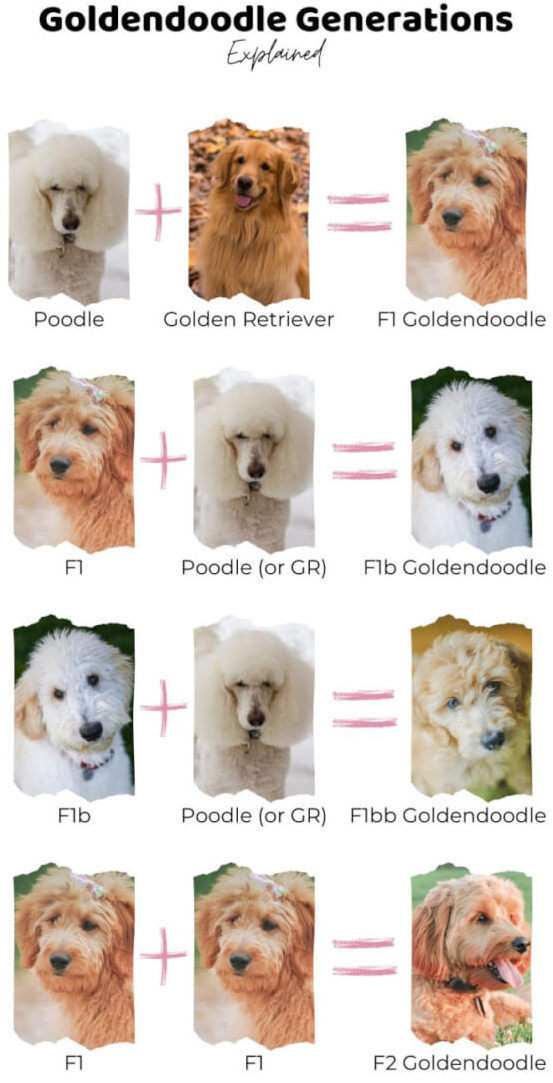 Goldendoodle Generations
Explained
Poodle
Golden Retriever
F1 Goldendoodle
F1
Poodle (or GR)
F1b Goldendoodle
F1b
Poodle (or GR)
F1bb Goldendoodle
F1
F1
F2 Goldendoodle